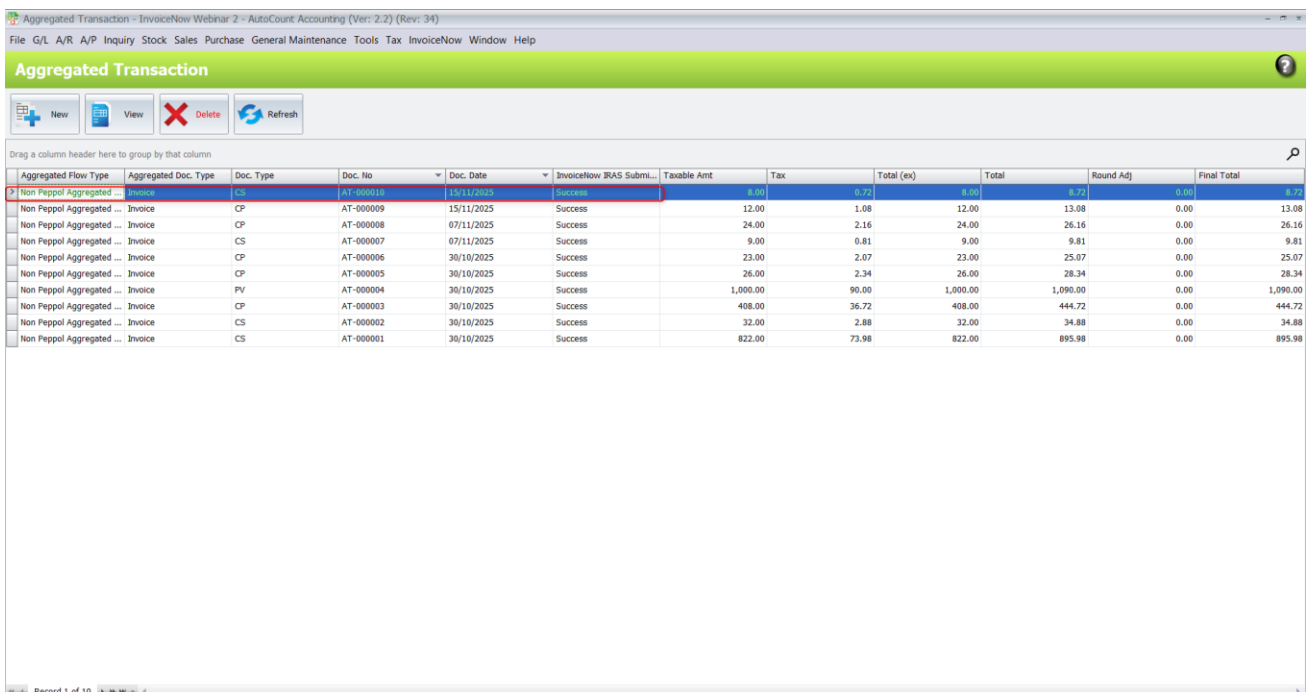 Aggregated Transaction - InvoiceNow Webinar 2 - AutoCount Accounting (Ver: 2.2) (Rev: 34)
File G/L A/R A/P Inquiry Stock Sales Purchase General Maintenance Tools Tax InvoiceNow Window Help
Aggregated Transaction
New View Delete Refresh
Drag a column header here to group by that column
Aggregated Flow Type Aggregated Doc. Type Doc. Type Doc. No Doc. Date InvoiceNow IRAS Submi... Taxable Amt Tax Total (ex) Total Round Adj Final Total
Non Peppol Aggregated ... Invoice CS AT-000010 15/11/2025 Success 8.00 0.72 8.00 8.72 0.00 8.72
Non Peppol Aggregated ... Invoice CP AT-000009 15/11/2025 Success 12.00 1.08 12.00 13.08 0.00 13.08
Non Peppol Aggregated ... Invoice CP AT-000008 07/11/2025 Success 24.00 2.16 24.00 26.16 0.00 26.16
Non Peppol Aggregated ... Invoice CS AT-000007 07/11/2025 Success 9.00 0.81 9.00 9.81 0.00 9.81
Non Peppol Aggregated ... Invoice CP AT-000006 30/10/2025 Success 23.00 2.07 23.00 25.07 0.00 25.07
Non Peppol Aggregated ... Invoice CP AT-000005 30/10/2025 Success 26.00 2.34 26.00 28.34 0.00 28.34
Non Peppol Aggregated ... Invoice PV AT-000004 30/10/2025 Success 1,000.00 90.00 1,000.00 1,090.00 0.00 1,090.00
Non Peppol Aggregated ... Invoice CP AT-000003 30/10/2025 Success 408.00 36.72 408.00 444.72 0.00 444.72
Non Peppol Aggregated ... Invoice CS AT-000002 30/10/2025 Success 32.00 2.88 32.00 34.88 0.00 34.88
Non Peppol Aggregated ... Invoice CS AT-000001 30/10/2025 Success 822.00 73.98 822.00 895.98 0.00 895.98
Record 1 of 10